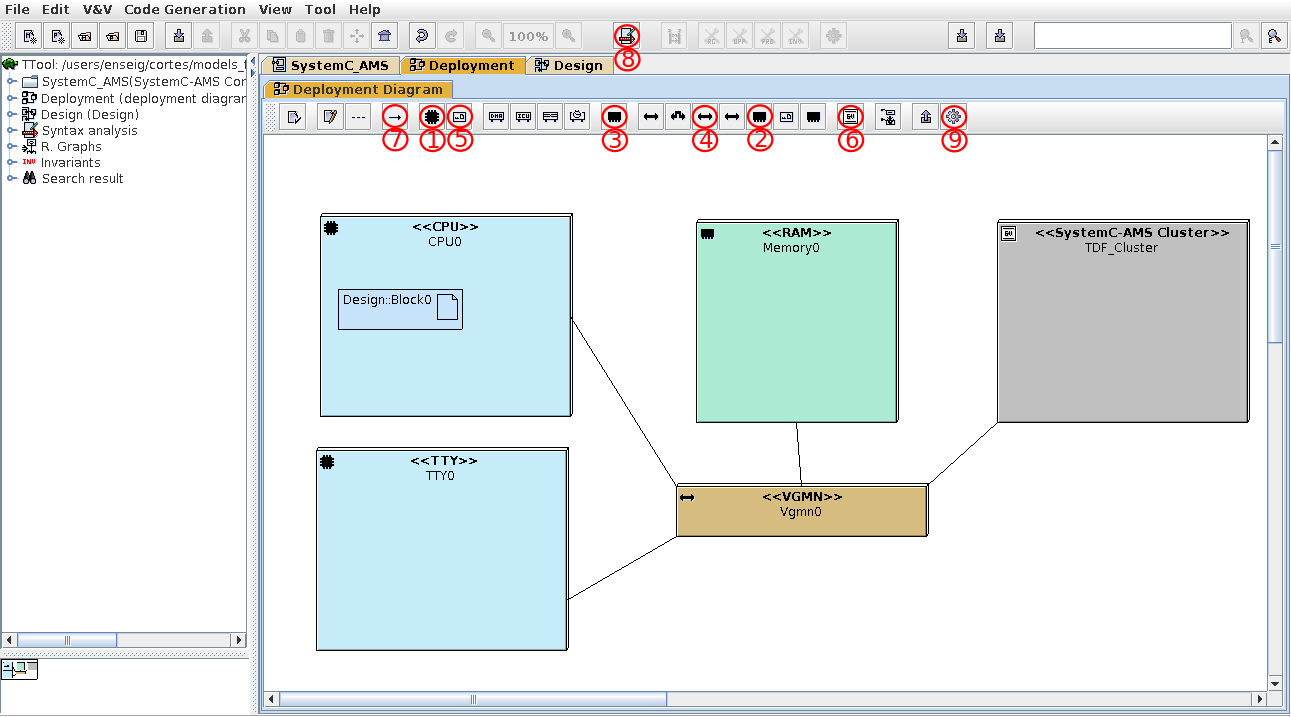 File Edit V&V Code Generation View Tool Help
100%
⑧
TTool: /users/enseig/cortes/models_
SystemC_AMS(SystemC-AMS Cor
Deployment (deployment diagrar
Design (Design)
Syntax analysis
R. Graphs
INV Invariants
Search result
SystemC_AMS Deployment Design
Deployment Diagram
⑦ ① ⑤ ③ ④ ② ⑥ ⑨
<<CPU>>
CPU0
Design::Block0
<<RAM>>
Memory0
<<SystemC-AMS Cluster>>
TDF_Cluster
<<TTY>>
TTY0
<<VGMN>>
Vgmn0